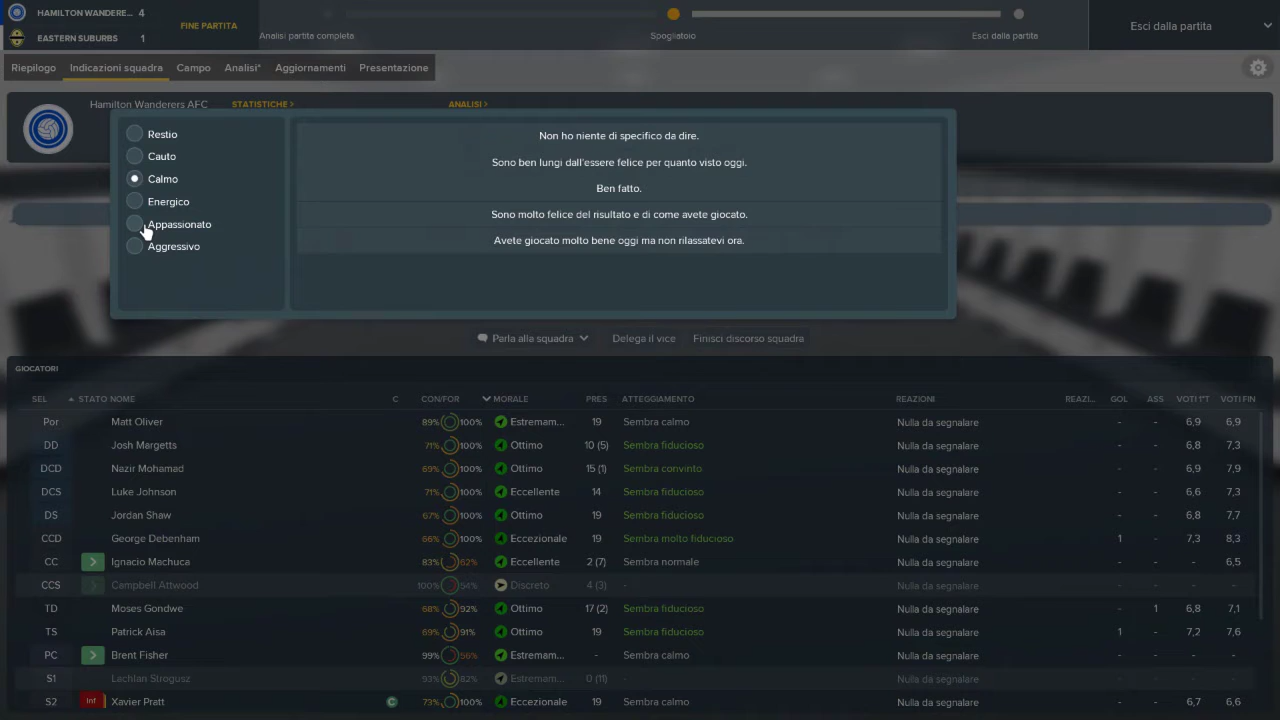 HAMILTON WANDERE... 4
EASTERN SUBURBS 1
FINE PARTITA
Analisi partita completa
Spogliatoio
Esci dalla partita
Esci dalla partita
Riepilogo Indicazioni squadra Campo Analisi* Aggiornamenti Presentazione
Hamilton Wanderers AFC STATISTICHE > ANALISI >
Restio
Cauto
Calmo
Energico
Appassionato
Aggressivo
Non ho niente di specifico da dire.
Sono ben lungi dall'essere felice per quanto visto oggi.
Ben fatto.
Sono molto felice del risultato e di come avete giocato.
Avete giocato molto bene oggi ma non rilassatevi ora.
Parla alla squadra Delega il vice Finisci discorso squadra
GIOCATORI
SEL STATO NOME C CON/FOR MORALE PRES ATTEGGIAMENTO REAZIONI REAZI... GOL ASS VOTI 1°T VOTI FIN
Por Matt Oliver 89% 100% Estremam... 19 Sembra calmo Nulla da segnalare - - 6,9 6,9
DD Josh Margetts 71% 100% Ottimo 10 (5) Sembra fiducioso Nulla da segnalare - - 6,8 7,3
DCD Nazir Mohamad 69% 100% Ottimo 15 (1) Sembra convinto Nulla da segnalare - - 6,9 7,9
DCS Luke Johnson 71% 100% Eccellente 14 Sembra fiducioso Nulla da segnalare - - 6,6 7,3
DS Jordan Shaw 67% 100% Ottimo 19 Sembra fiducioso Nulla da segnalare - - 6,8 7,7
CCD George Debenham 66% 100% Eccezionale 19 Sembra molto fiducioso Nulla da segnalare 1 - 7,3 8,3
CC Ignacio Machuca 83% 62% Eccellente 2 (7) Sembra normale Nulla da segnalare - - 6,5
CCS Campbell Attwood 100% 54% Discreto 4 (3) - Nulla da segnalare - - - -
TD Moses Gondwe 68% 92% Ottimo 17 (2) Sembra fiducioso Nulla da segnalare - 1 6,8 7,1
TS Patrick Aisa 69% 91% Ottimo 19 Sembra fiducioso Nulla da segnalare 1 - 7,2 7,6
PC Brent Fisher 99% 56% Estremam... - Sembra calmo Nulla da segnalare - - - -
S1 Lachlan Strogusz 93% 82% Estremam... 0 (11) - Nulla da segnalare - - - -
S2 Inf Xavier Pratt C 73% 100% Eccezionale 19 Sembra calmo Nulla da segnalare - - 6,7 6,6